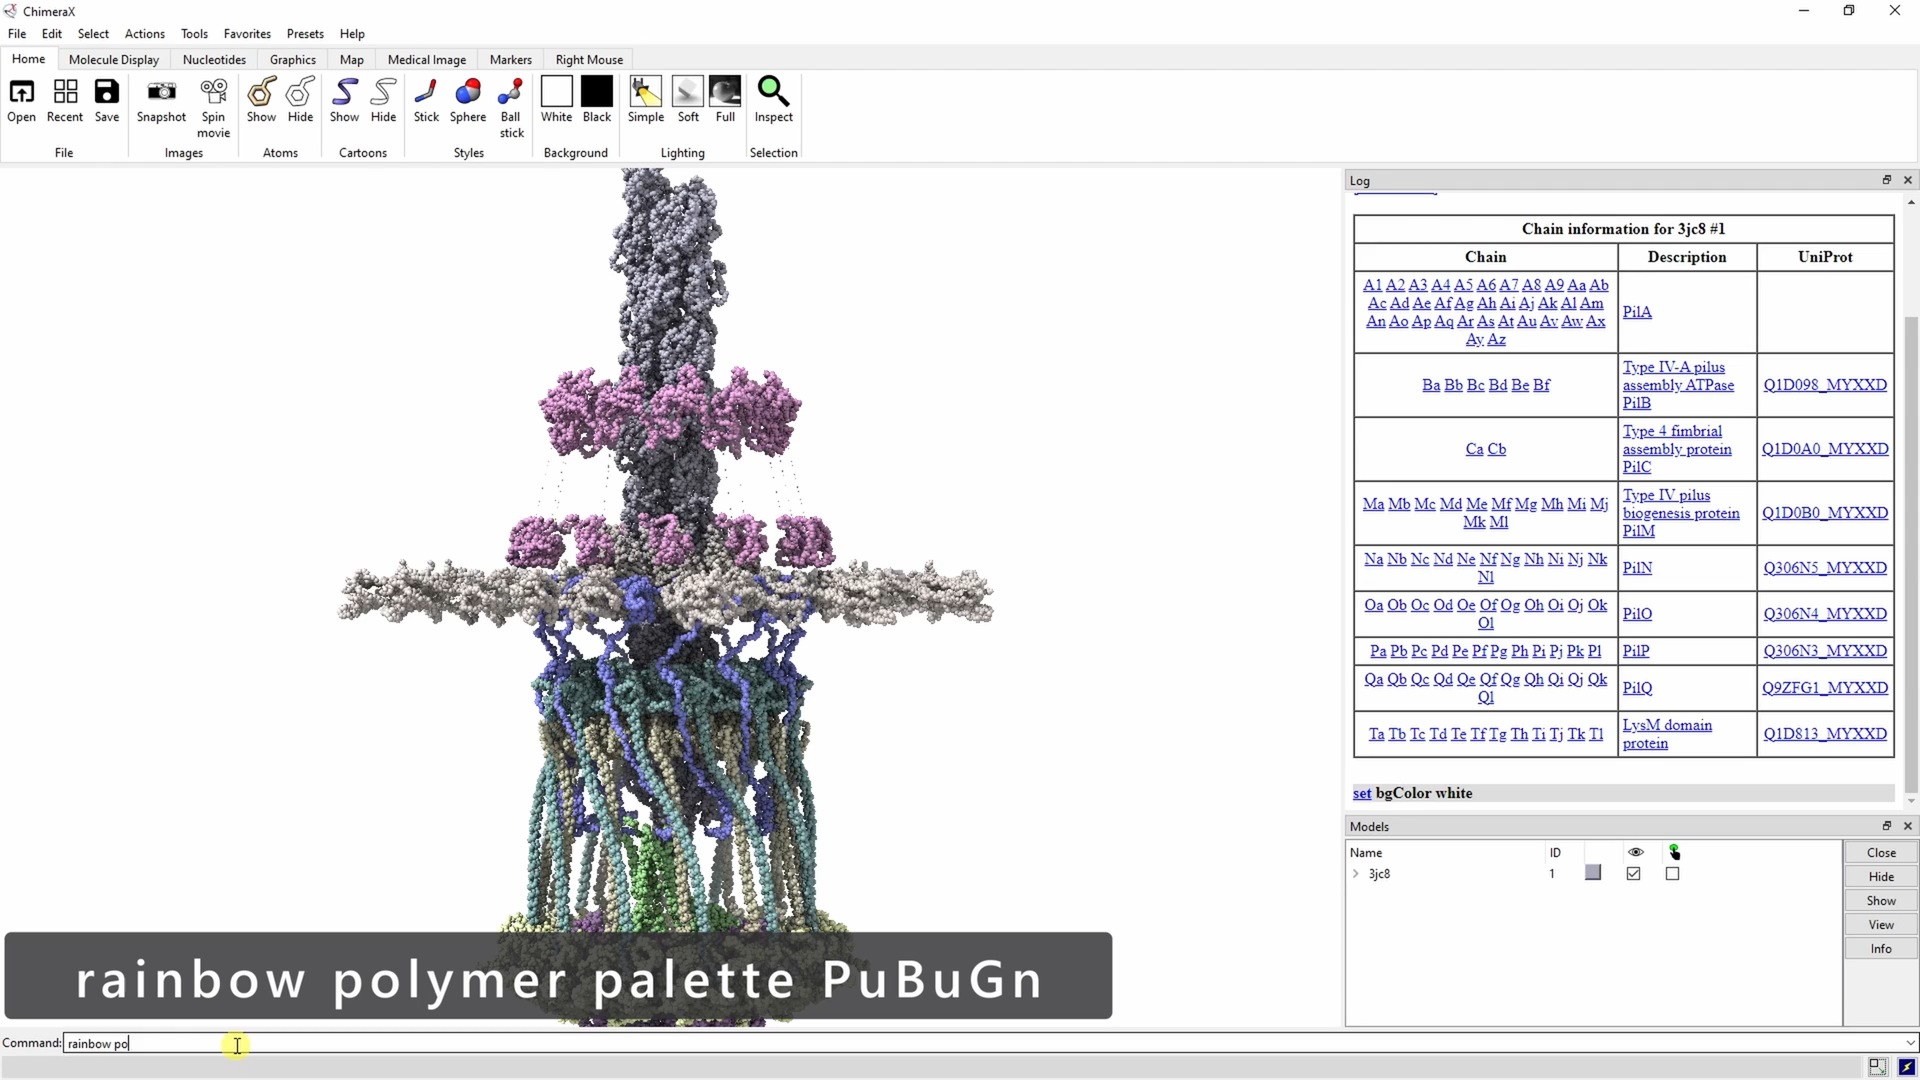 ChimeraX
File Edit Select Actions Tools Favorites Presets Help
Home Molecule Display Nucleotides Graphics Map Medical Image Markers Right Mouse
Open Recent Save Snapshot Spin movie Show Hide Show Hide Stick Sphere Ball stick White Black Simple Soft Full Inspect
File Images Atoms Cartoons Styles Background Lighting Selection
Log
Chain information for 3jc8 #1
Chain Description UniProt
A1 A2 A3 A4 A5 A6 A7 A8 A9 Aa Ab
Ac Ad Ae Af Ag Ah Ai Aj Ak Al Am
An Ao Ap Aq Ar As At Au Av Aw Ax
Ay Az
PilA
Ba Bb Bc Bd Be Bf
Type IV-A pilus
assembly ATPase
PilB
Q1D098_MYXXD
Ca Cb
Type 4 fimbrial
assembly protein
PilC
Q1D0A0_MYXXD
Ma Mb Mc Md Me Mf Mg Mh Mi Mj
Mk Ml
Type IV pilus
biogenesis protein
PilM
Q1D0B0_MYXXD
Na Nb Nc Nd Ne Nf Ng Nh Ni Nj Nk
Nl
PilN
Q306N5_MYXXD
Oa Ob Oc Od Oe Of Og Oh Oi Oj Ok
Ol
PilO
Q306N4_MYXXD
Pa Pb Pc Pd Pe Pf Pg Ph Pi Pj Pk Pl
PilP
Q306N3_MYXXD
Qa Qb Qc Qd Qe Qf Qg Qh Qi Qj Qk
Ql
PilQ
Q9ZFG1_MYXXD
Ta Tb Tc Td Te Tf Tg Th Ti Tj Tk Tl
LysM domain
protein
Q1D813_MYXXD
set bgColor white
Models
Name ID
3jc8 1
Close
Hide
Show
View
Info
rainbow polymer palette PuBuGn
Command: rainbow po